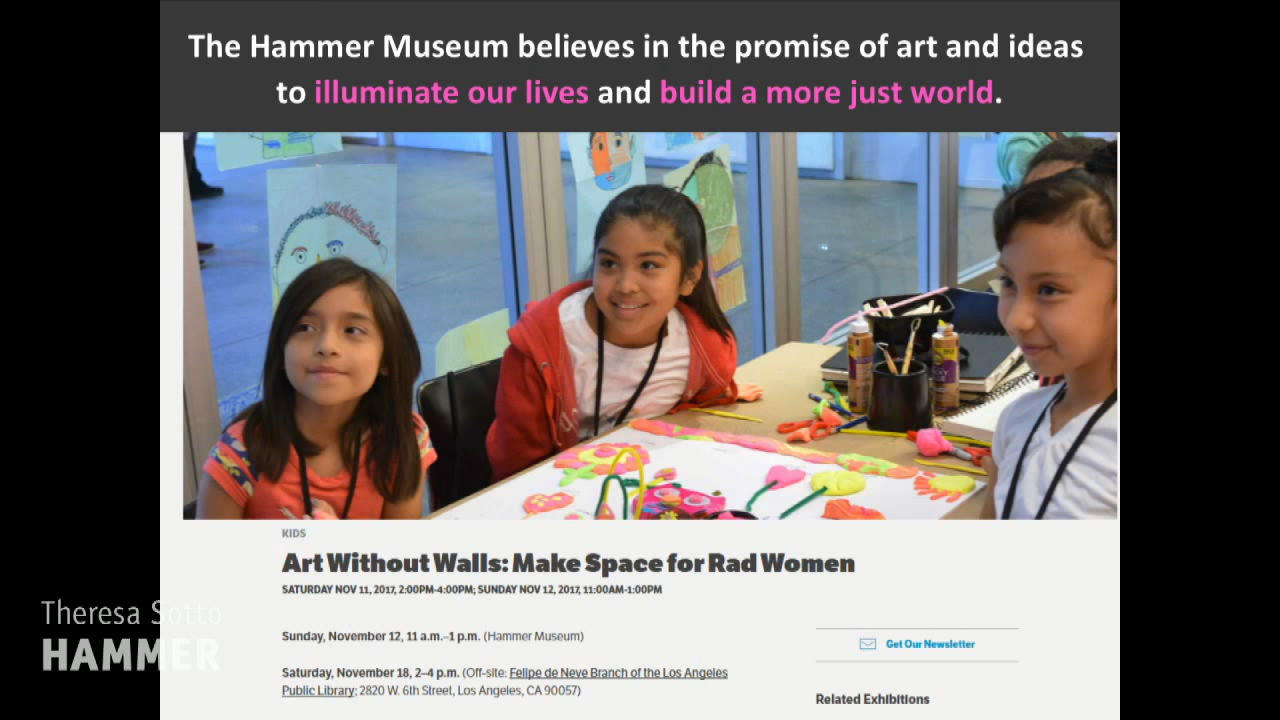 The Hammer Museum believes in the promise of art and ideas
to illuminate our lives and build a more just world.
KIDS
Art Without Walls: Make Space for Rad Women
SATURDAY NOV 11, 2017, 2:00PM-4:00PM; SUNDAY NOV 12, 2017, 11:00AM-1:00PM
Sunday, November 12, 11 a.m.–1 p.m. (Hammer Museum)
Saturday, November 18, 2–4 p.m. (Off-site: Felipe de Neve Branch of the Los Angeles
Public Library; 2820 W. 6th Street, Los Angeles, CA 90057)
Get Our Newsletter
Related Exhibitions
Theresa Sotto
HAMMER